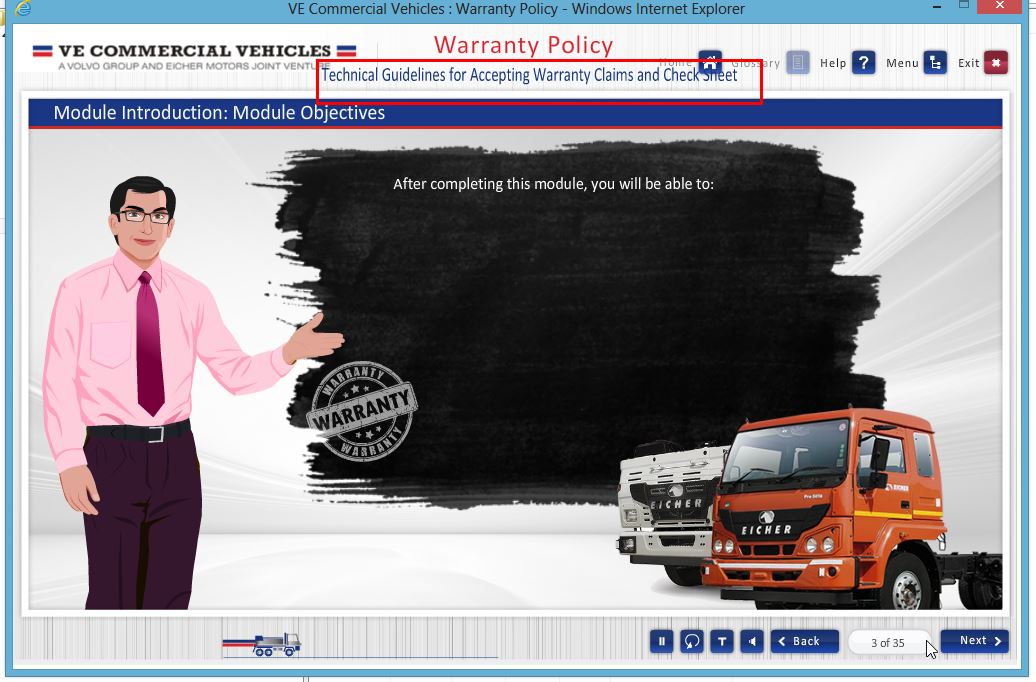 VE Commercial Vehicles : Warranty Policy - Windows Internet Explorer
VE COMMERCIAL VEHICLES
A VOLVO GROUP AND EICHER MOTORS JOINT VENTURE
Warranty Policy
Technical Guidelines for Accepting Warranty Claims and Check Sheet
Home
Glossary
Help ?
Menu
Exit
Module Introduction: Module Objectives
After completing this module, you will be able to:
WARRANTY
WARRANTY
WARRANTY
EICHER
EICHER
EICHER
Pro 5016
T
Back
3 of 35
Next